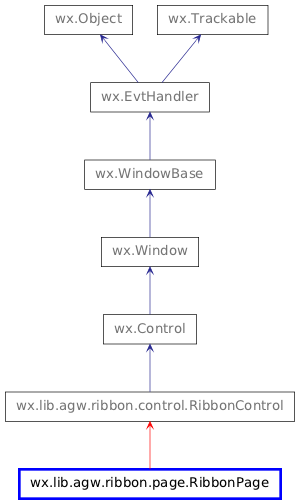 wx.Object
wx.Trackable
wx.EvtHandler
wx.WindowBase
wx.Window
wx.Control
wx.lib.agw.ribbon.control.RibbonControl
wx.lib.agw.ribbon.page.RibbonPage